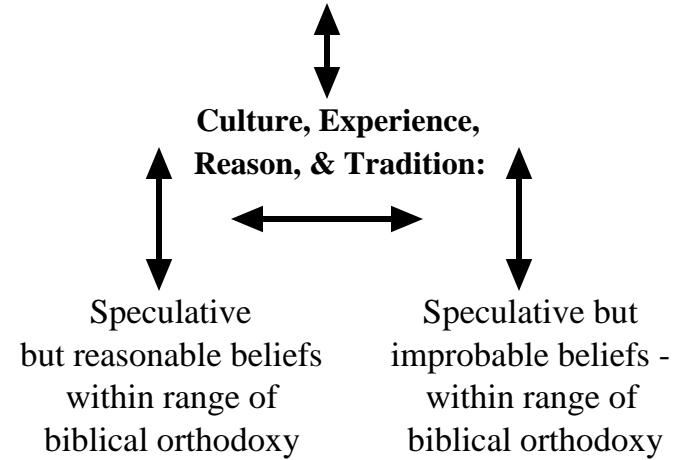 Culture, Experience,
Reason, & Tradition:
Speculative
but reasonable beliefs
within range of
biblical orthodoxy
Speculative but
improbable beliefs -
within range of
biblical orthodoxy